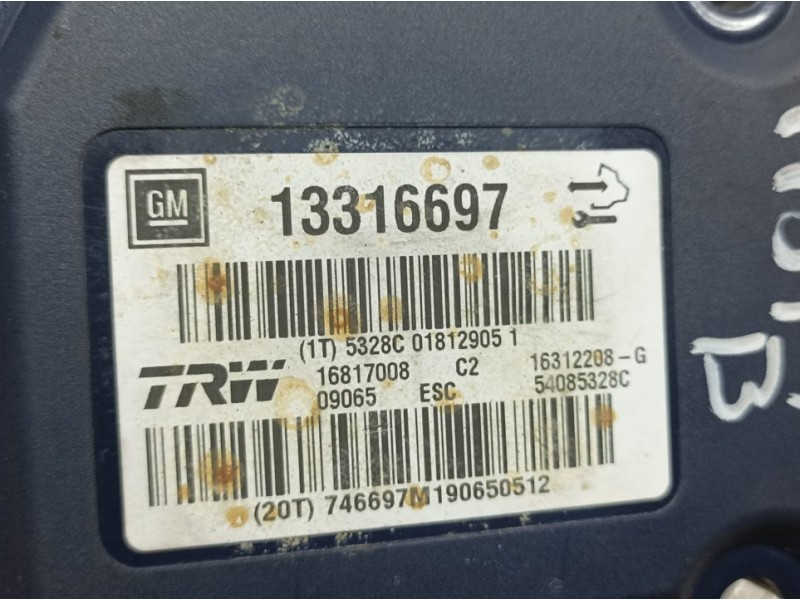 GM 13316697
(1T) 5328C 01812905 1
TRW 16817008 C2 16312208-G
09065 ESC 54085328C
(20T) 746697M190650512